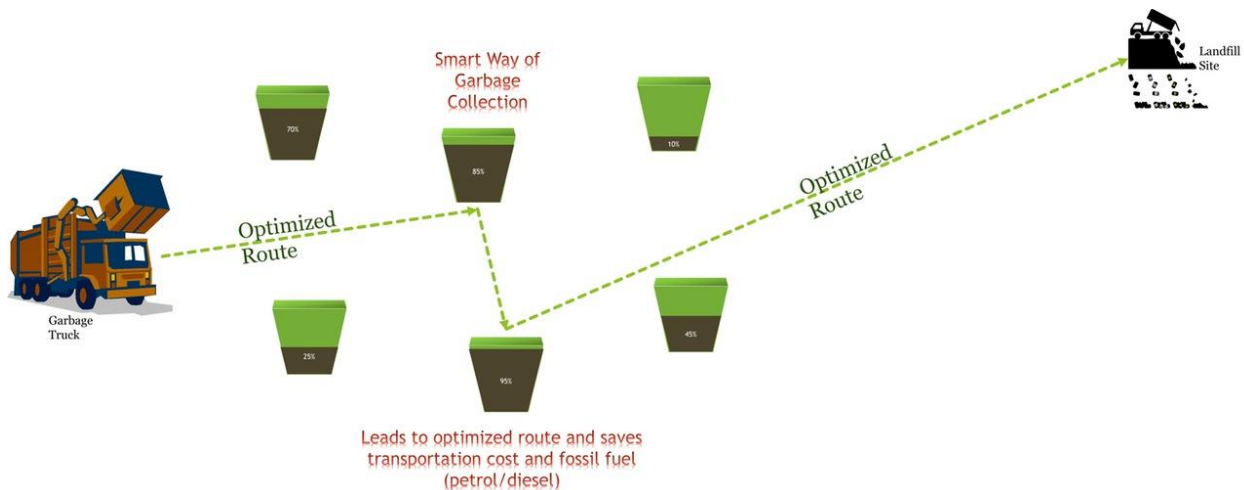 Smart Way of
Garbage
Collection
Landfill
Site
70%
85%
10%
Optimized
Route
Optimized
Route
Garbage
Truck
25%
95%
45%
Leads to optimized route and saves
transportation cost and fossil fuel
(petrol/diesel)